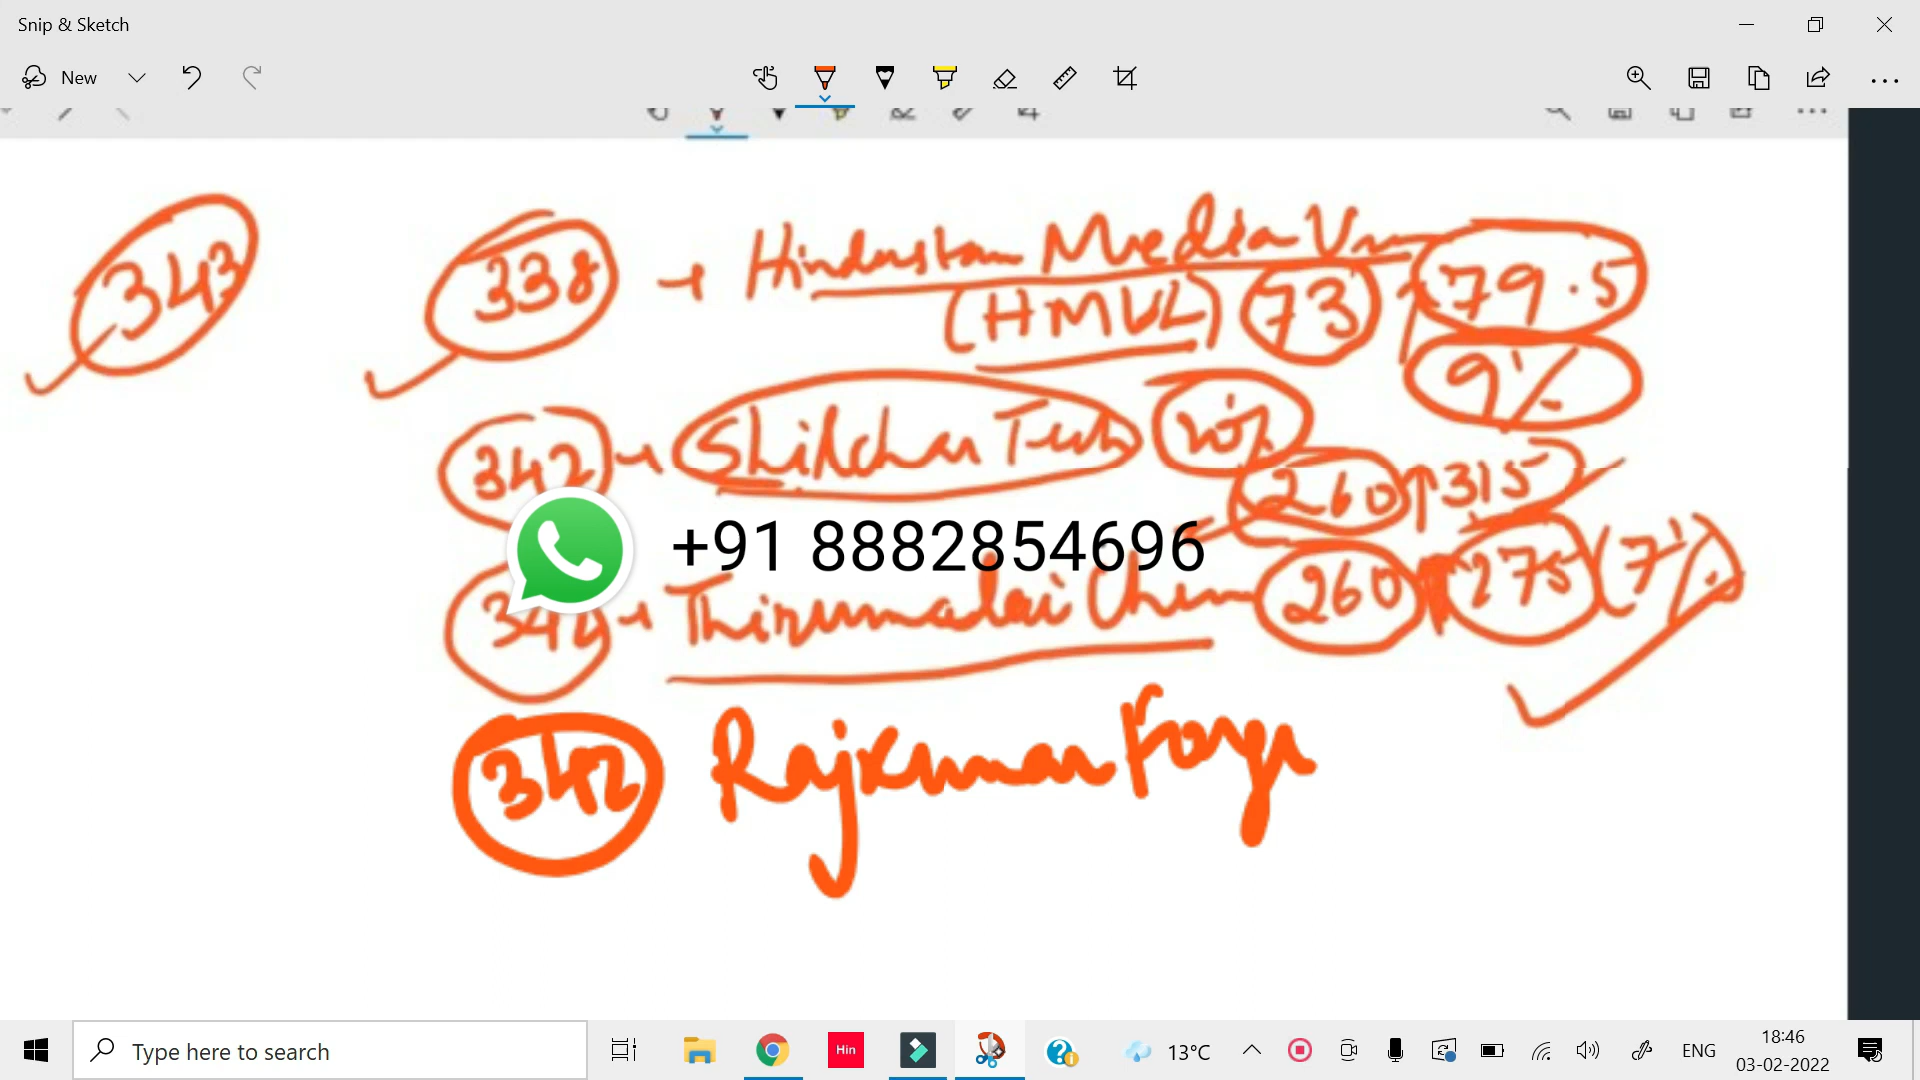 Snip & Sketch
New
343
338 → Hindustan Media Ven 79.5
(HMVL) 73 ↑ 9%
342 → Shilchar Tech
260 ↑ 315
+91 8882854696
→ Thirumalai Chem 260 ↑ 275 (7%)
342 Rajkumar Forge
Type here to search
Hin
13°C
ENG
18:46
03-02-2022